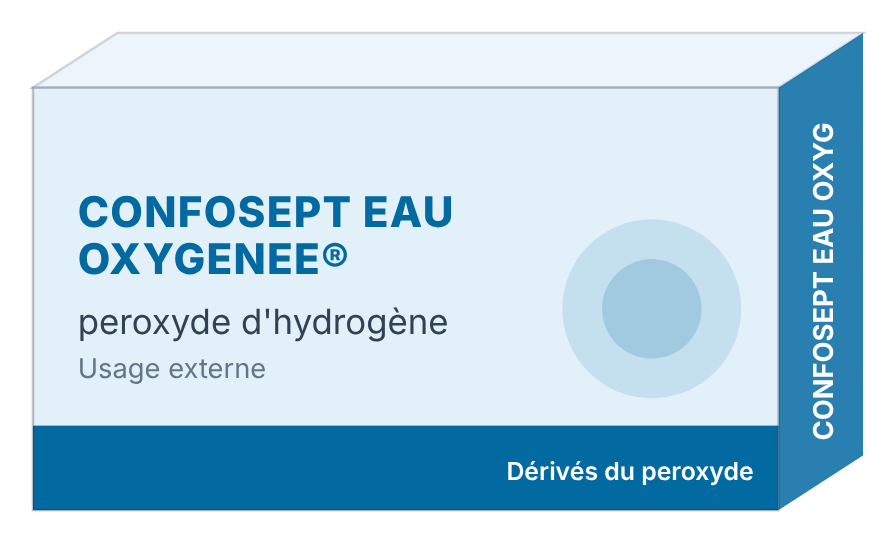 CONFOSEPT EAU
OXYGENEE®
peroxyde d'hydrogène
Usage externe
Dérivés du peroxyde
CONFOSEPT EAU OXYG